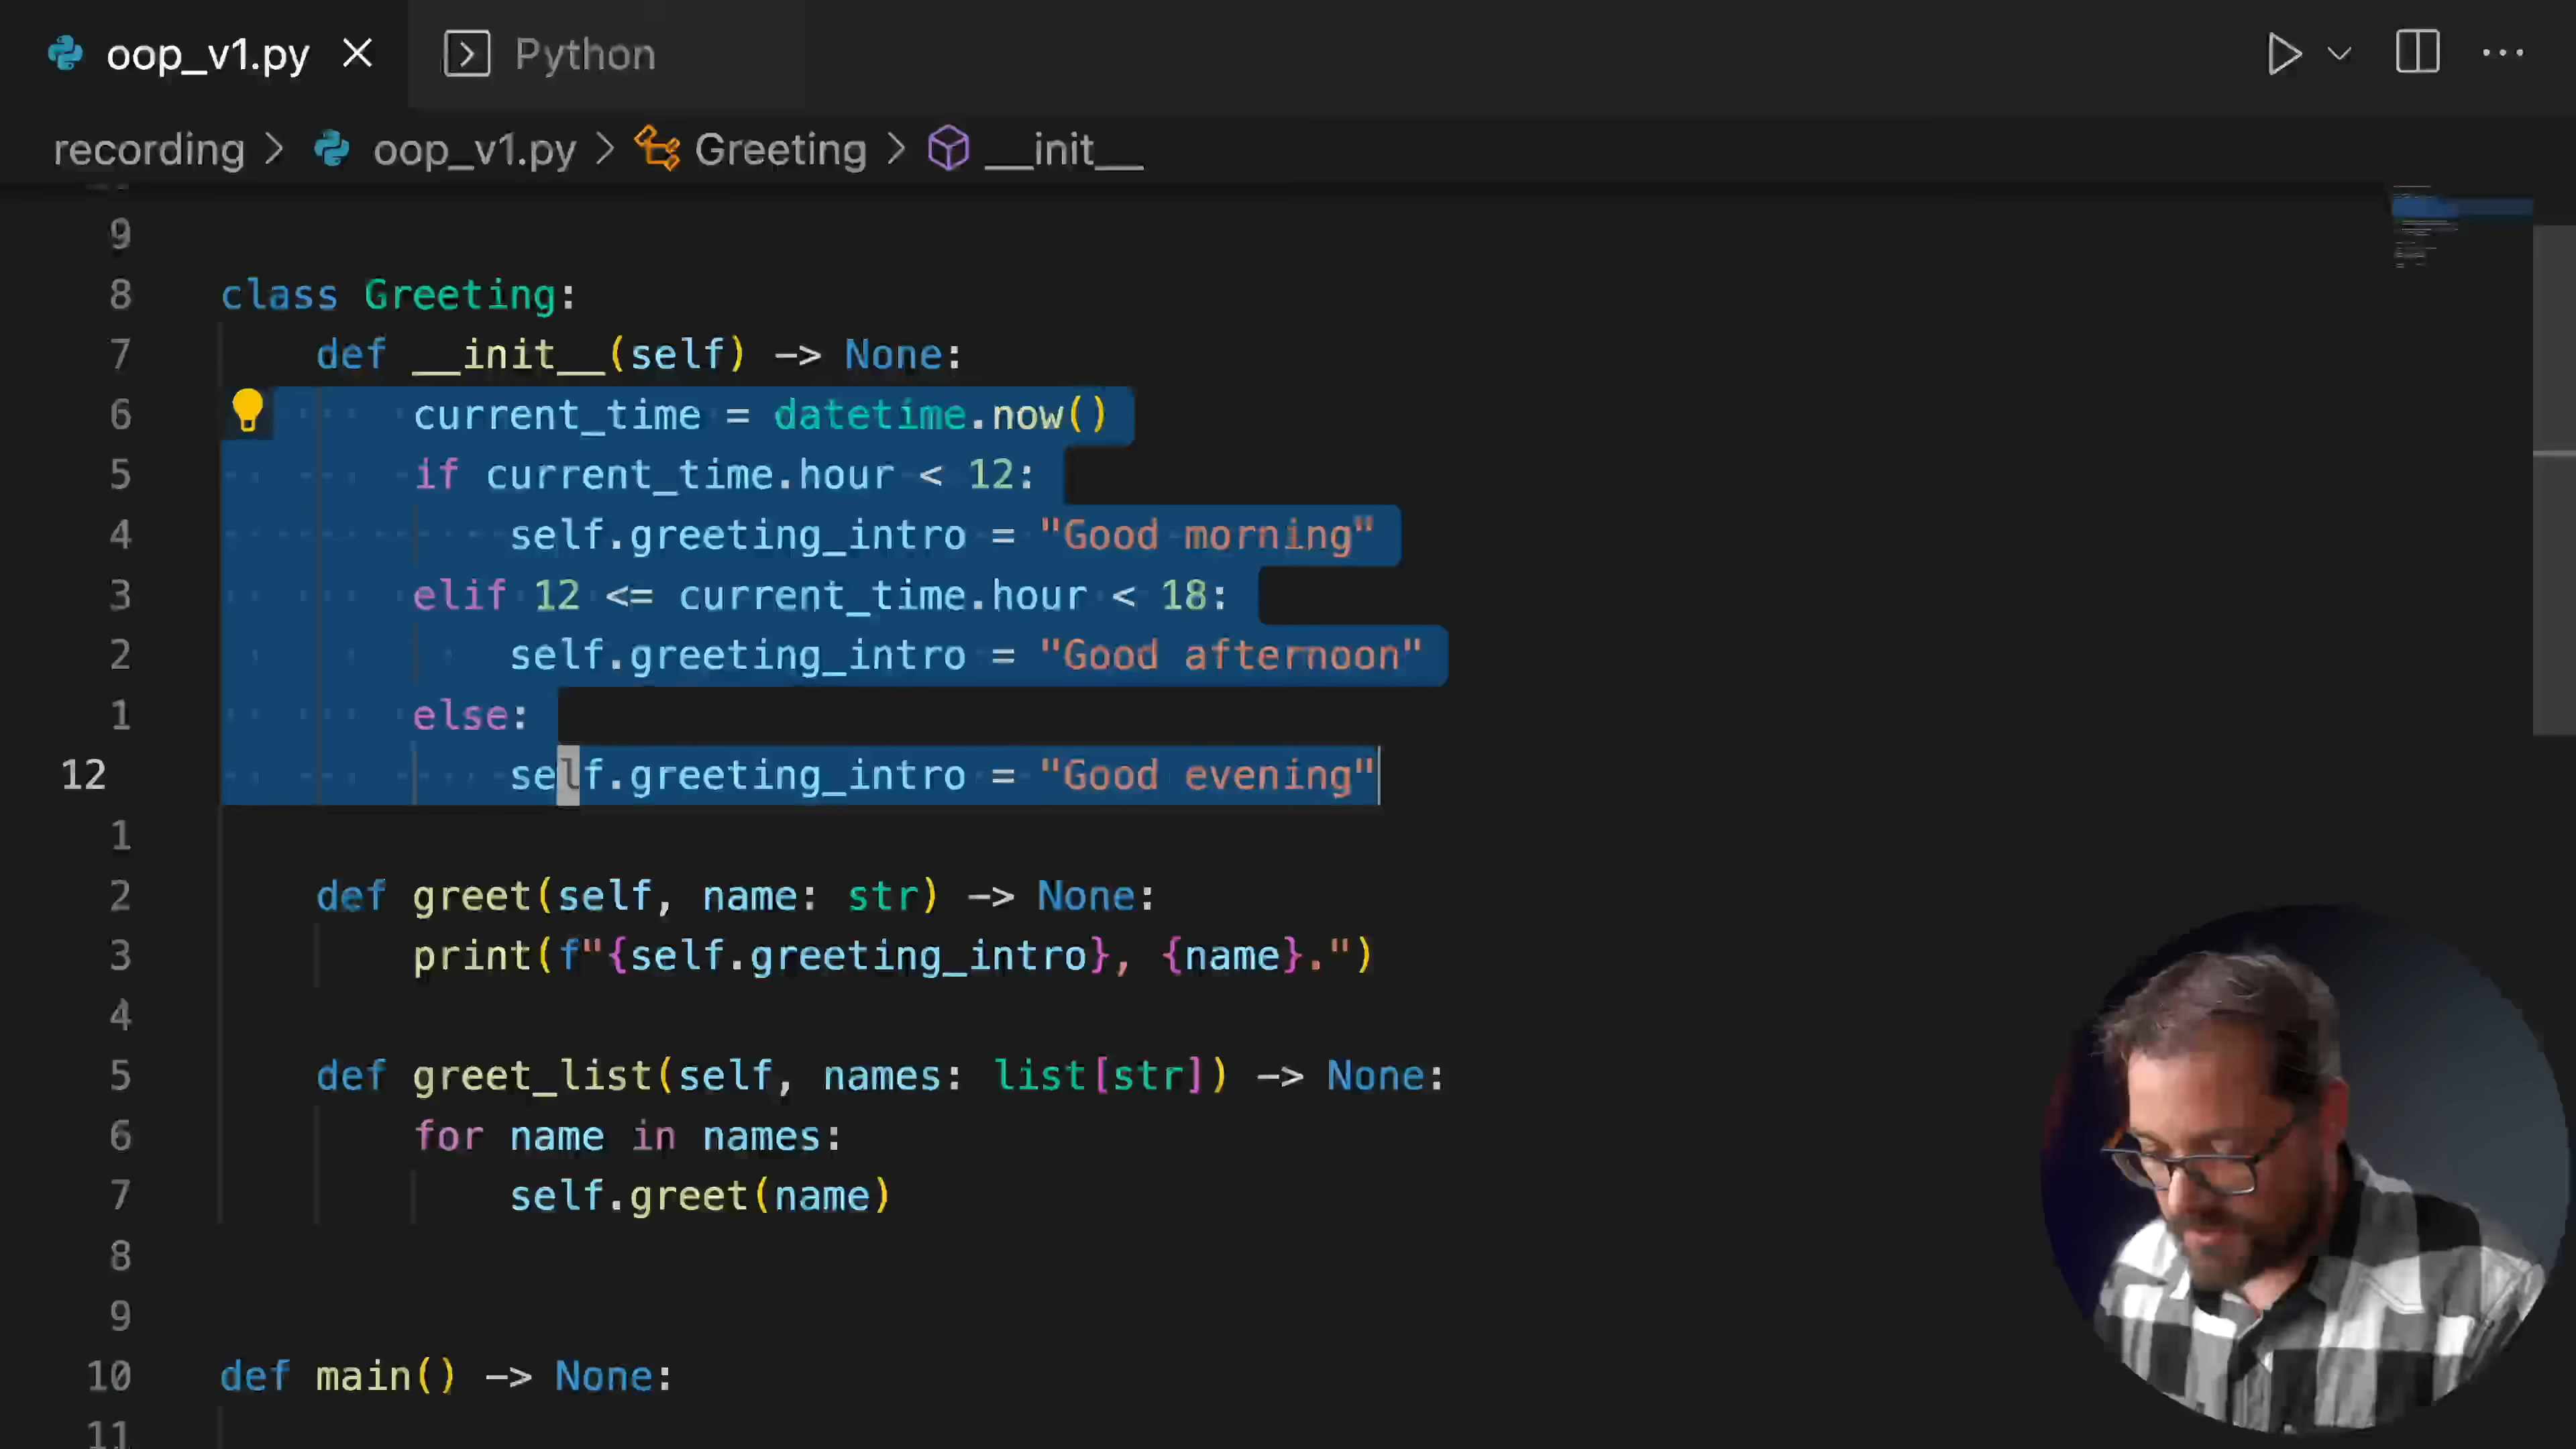 oop_v1.py Python
recording > oop_v1.py > Greeting > __init__
9
8 class Greeting:
7 def __init__(self) -> None:
6 current_time = datetime.now()
5 if current_time.hour < 12:
4 self.greeting_intro = "Good morning"
3 elif 12 <= current_time.hour < 18:
2 self.greeting_intro = "Good afternoon"
1 else:
12 self.greeting_intro = "Good evening"
1
2 def greet(self, name: str) -> None:
3 print(f"{self.greeting_intro}, {name}.")
4
5 def greet_list(self, names: list[str]) -> None:
6 for name in names:
7 self.greet(name)
8
9
10 def main() -> None:
11